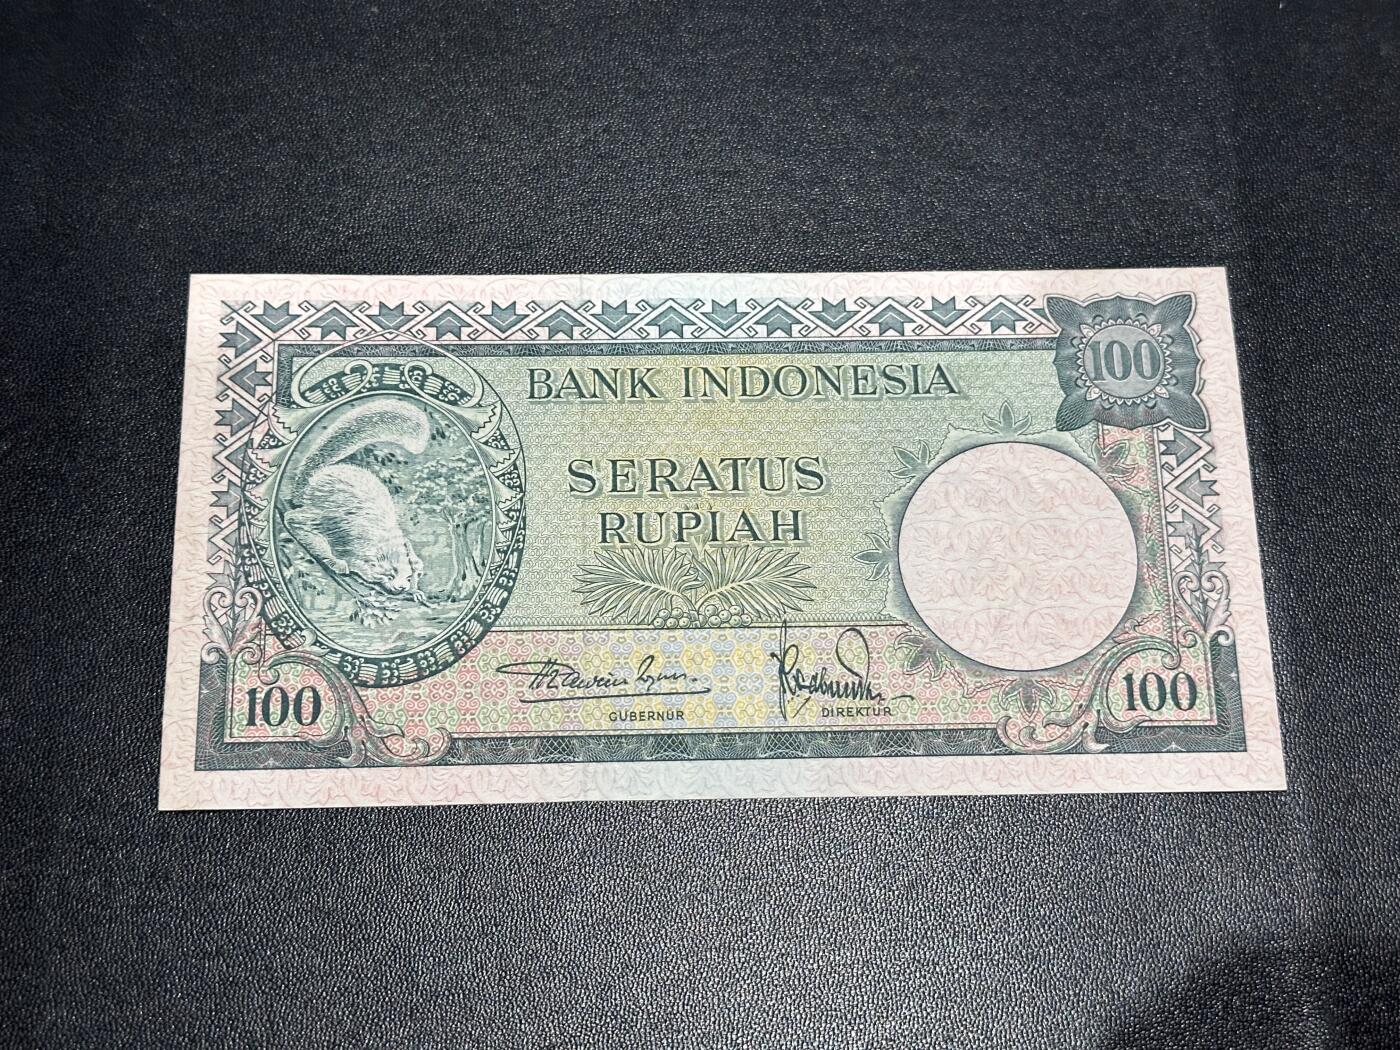 100
BANK INDONESIA
SERATUS
RUPIAH
GUBERNUR
DIREKTUR
100
100